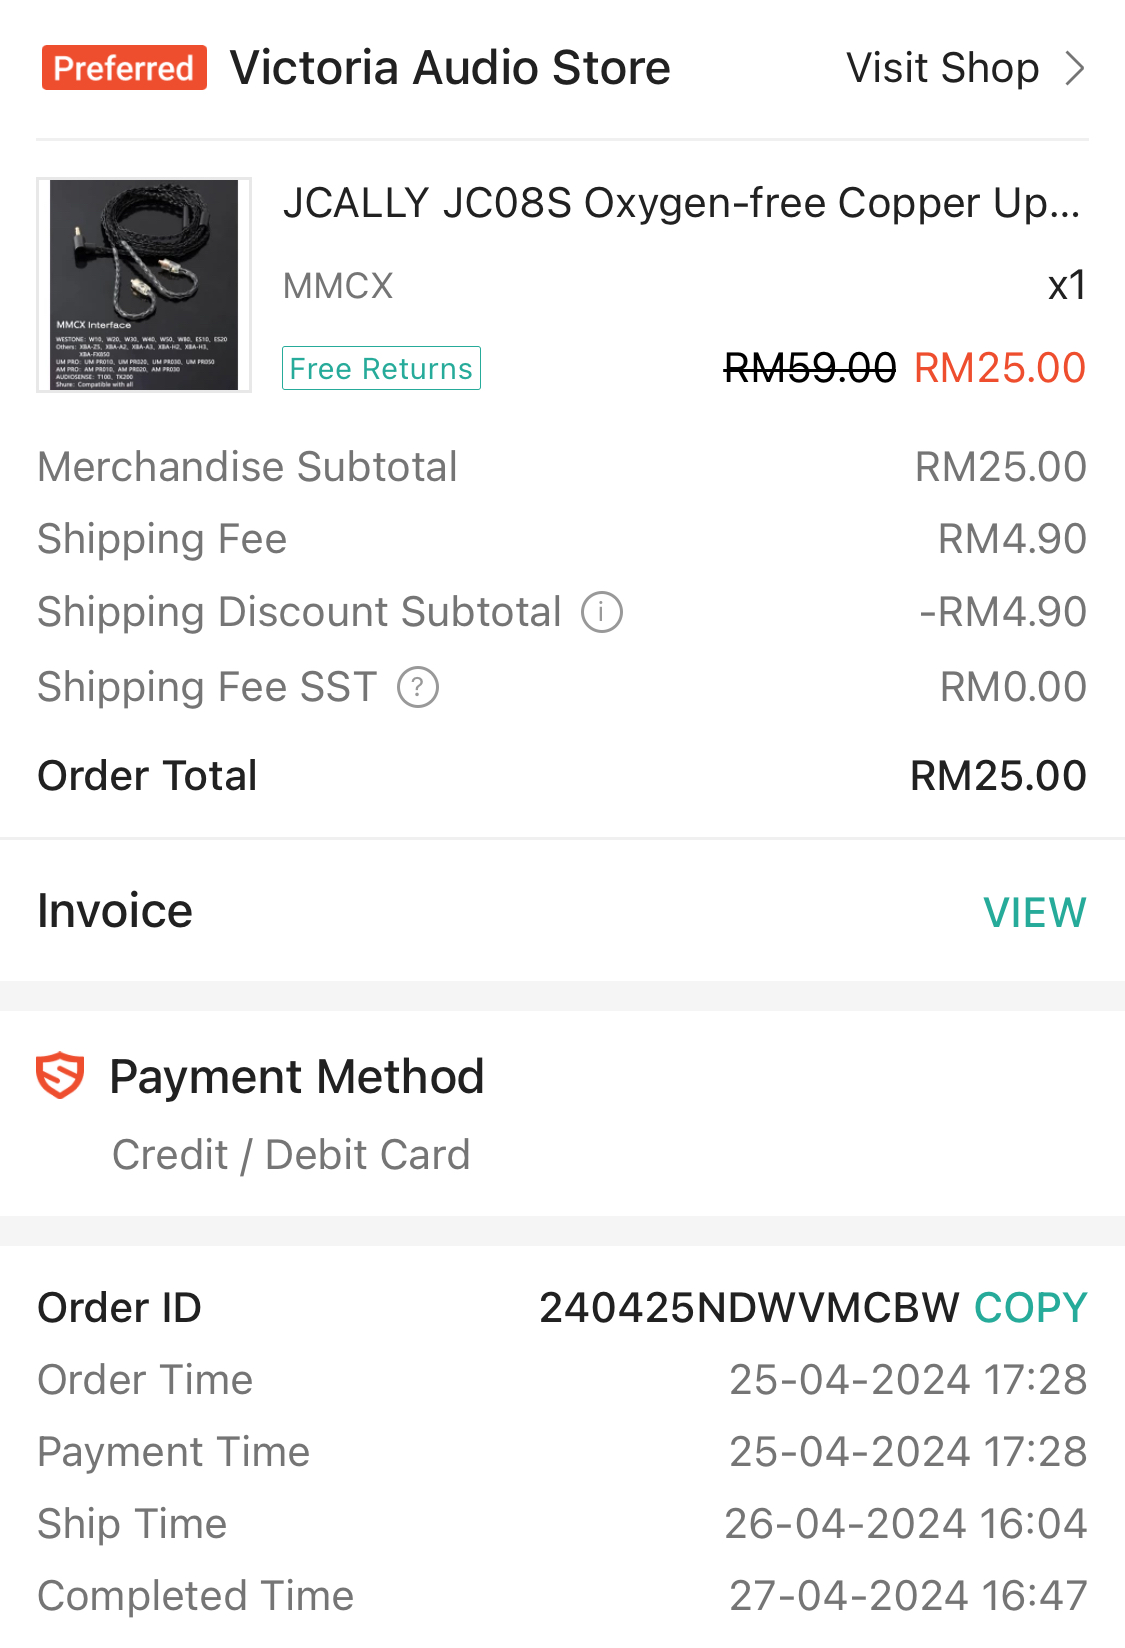 Preferred Victoria Audio Store Visit Shop
JCALLY JC08S Oxygen-free Copper Up...
MMCX x1
Free Returns RM59.00 RM25.00
MMCX Interface
WESTONE: W10, W20, W30, W40, W50, W80, ES10, ES20
Others: XBA-Z5, XBA-A2, XBA-A3, XBA-H2, XBA-H3,
XBA-FX850
UM PRO: UM PRO10, UM PRO20, UM PRO30, UM PRO50
AM PRO: AM PRO10, AM PRO20, AM PRO30
AUDIOSENSE: T100, TK200
Shure: Compatible with all
Merchandise Subtotal RM25.00
Shipping Fee RM4.90
Shipping Discount Subtotal i -RM4.90
Shipping Fee SST ? RM0.00
Order Total RM25.00
Invoice VIEW
Payment Method
Credit / Debit Card
Order ID 240425NDWVMCBW COPY
Order Time 25-04-2024 17:28
Payment Time 25-04-2024 17:28
Ship Time 26-04-2024 16:04
Completed Time 27-04-2024 16:47